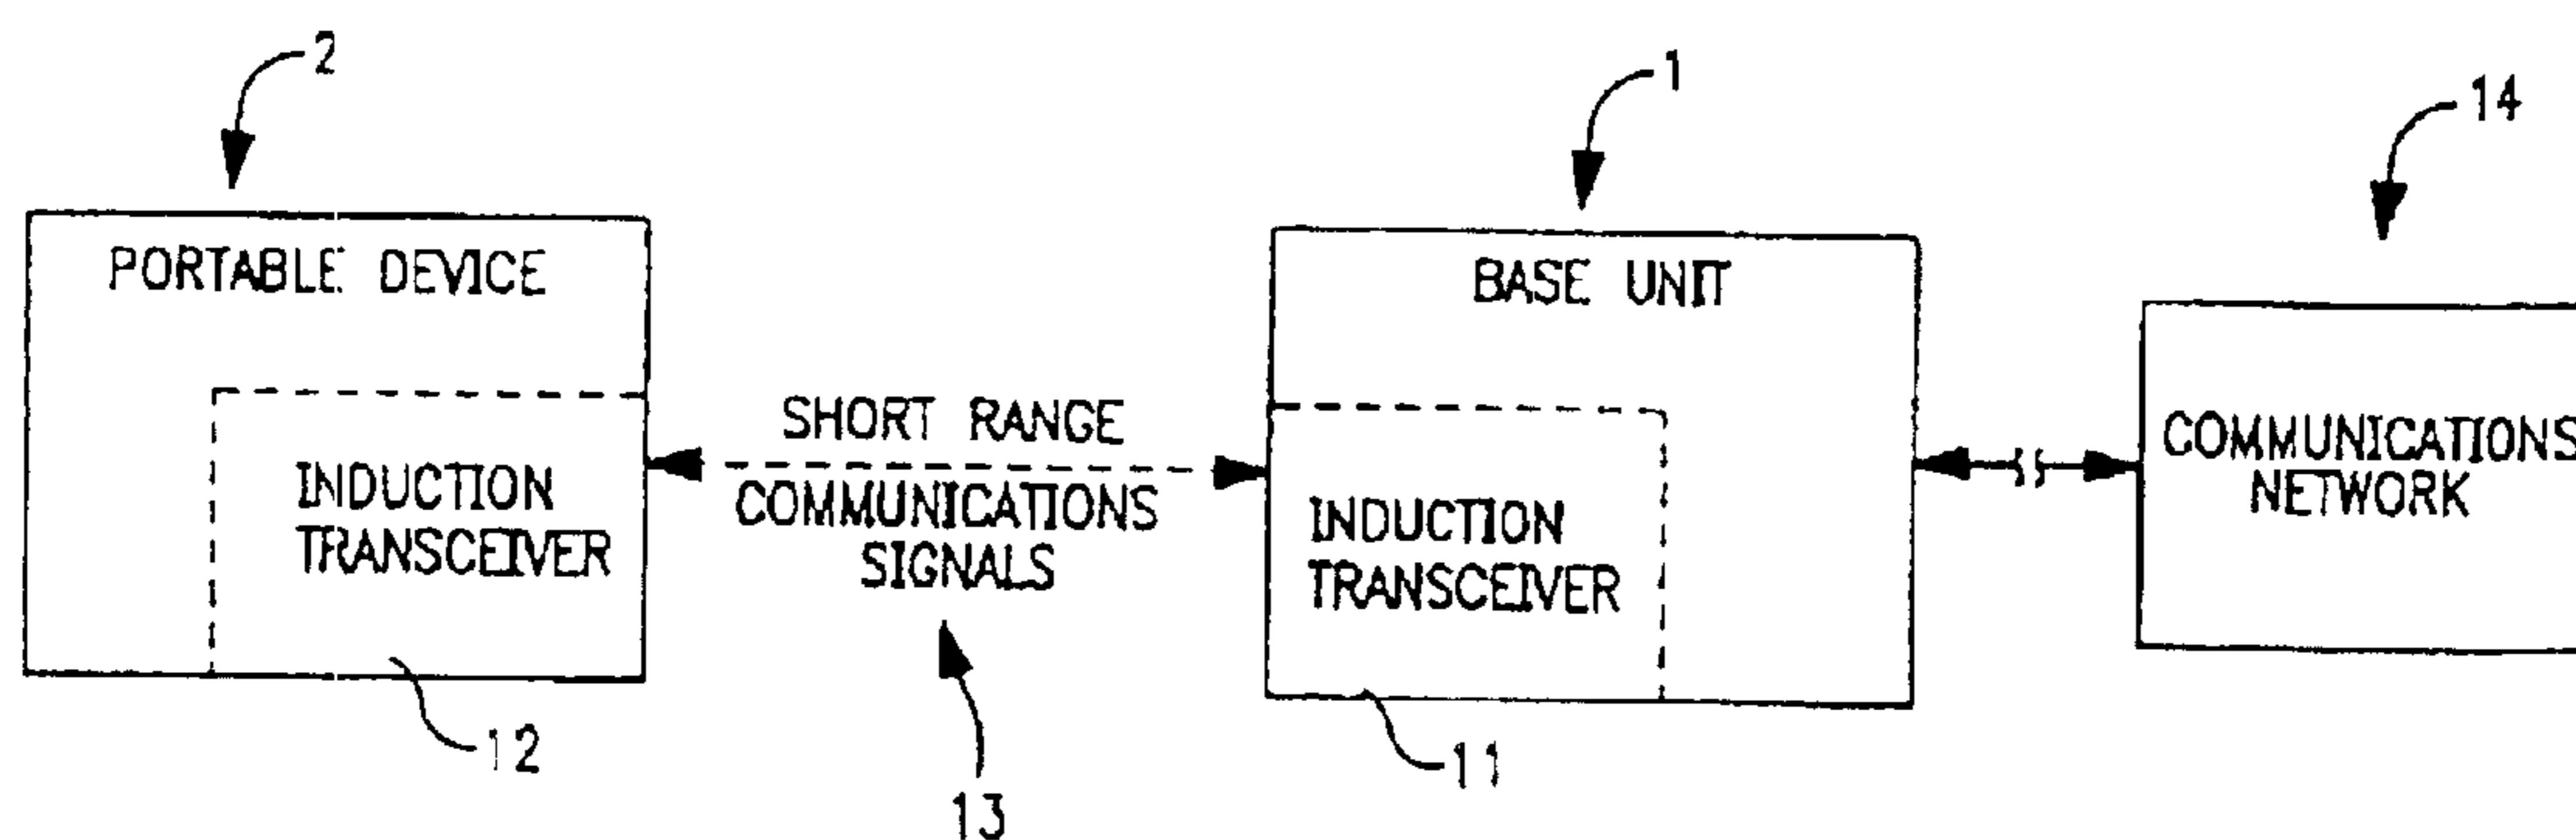 2
1
14
PORTABLE DEVICE
BASE UNIT
SHORT RANGE
COMMUNICATIONS
SIGNALS
INDUCTION
TRANSCEIVER
INDUCTION
TRANSCEIVER
COMMUNICATIONS
NETWORK
12
11
13